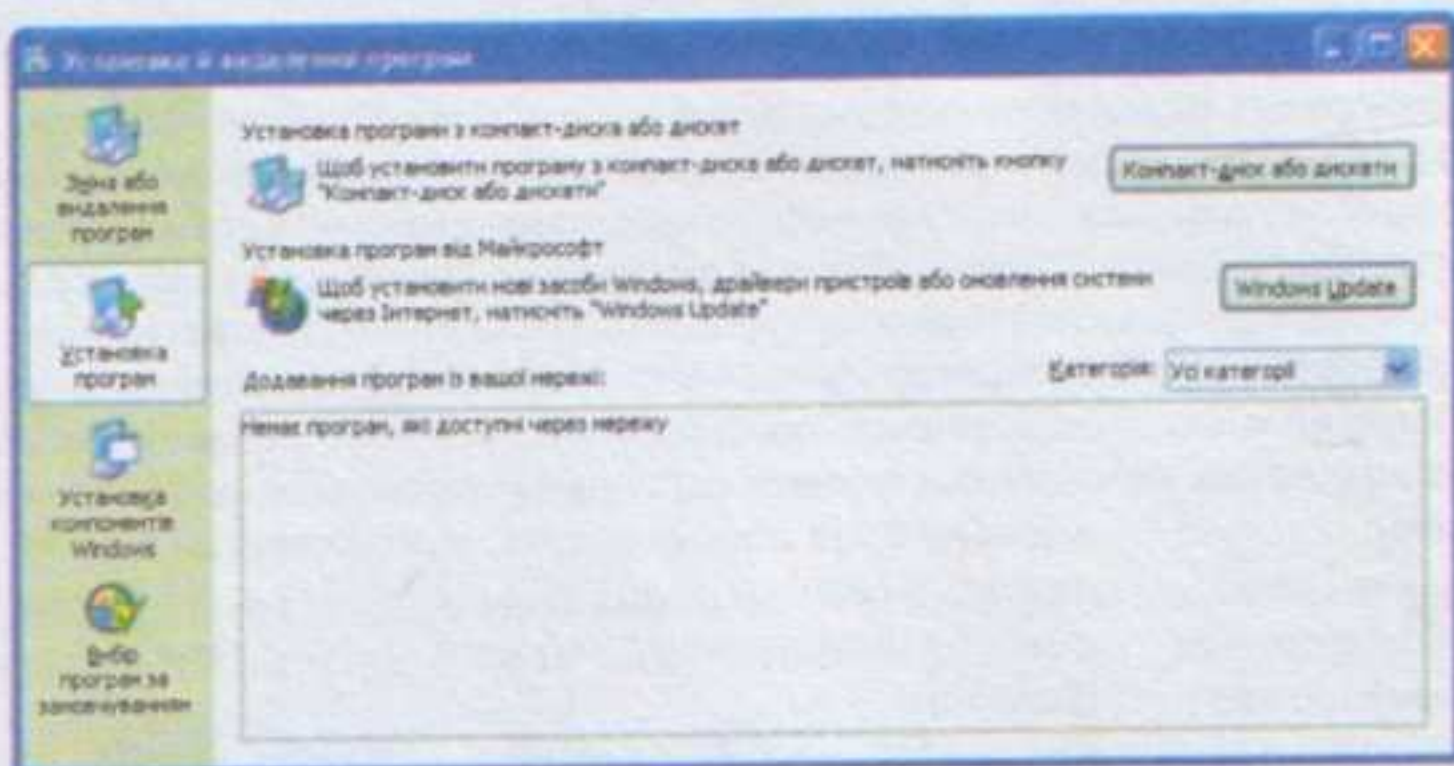 Установка й видалення програм
Зміна або
видалення
програм
Установка
програм
Установка
компонентів
Windows
Вибір
програм за
замовчуванням
Установка програми з компакт-диска або дискет
Щоб установити програму з компакт-диска або дискет, натисніть кнопку
"Компакт-диск або дискети"
Компакт-диск або дискети
Установка програм від Майкрософт
Щоб установити нові засоби Windows, драйвери пристроїв або оновлення системи
через Інтернет, натисніть "Windows Update"
Windows Update
Додавання програм із вашої мережі:
Категорія: Усі категорії
Немає програм, які доступні через мережу